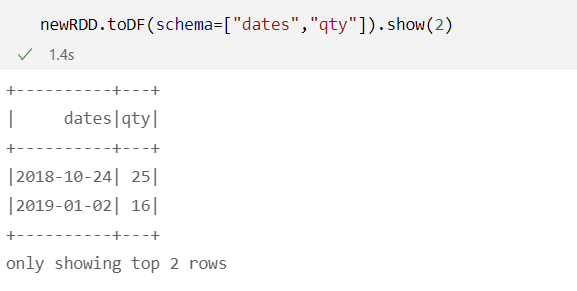 newRDD.toDF(schema=["dates","qty"]).show(2)
1.4s
+----------+---+
|     dates|qty|
+----------+---+
|2018-10-24| 25|
|2019-01-02| 16|
+----------+---+
only showing top 2 rows